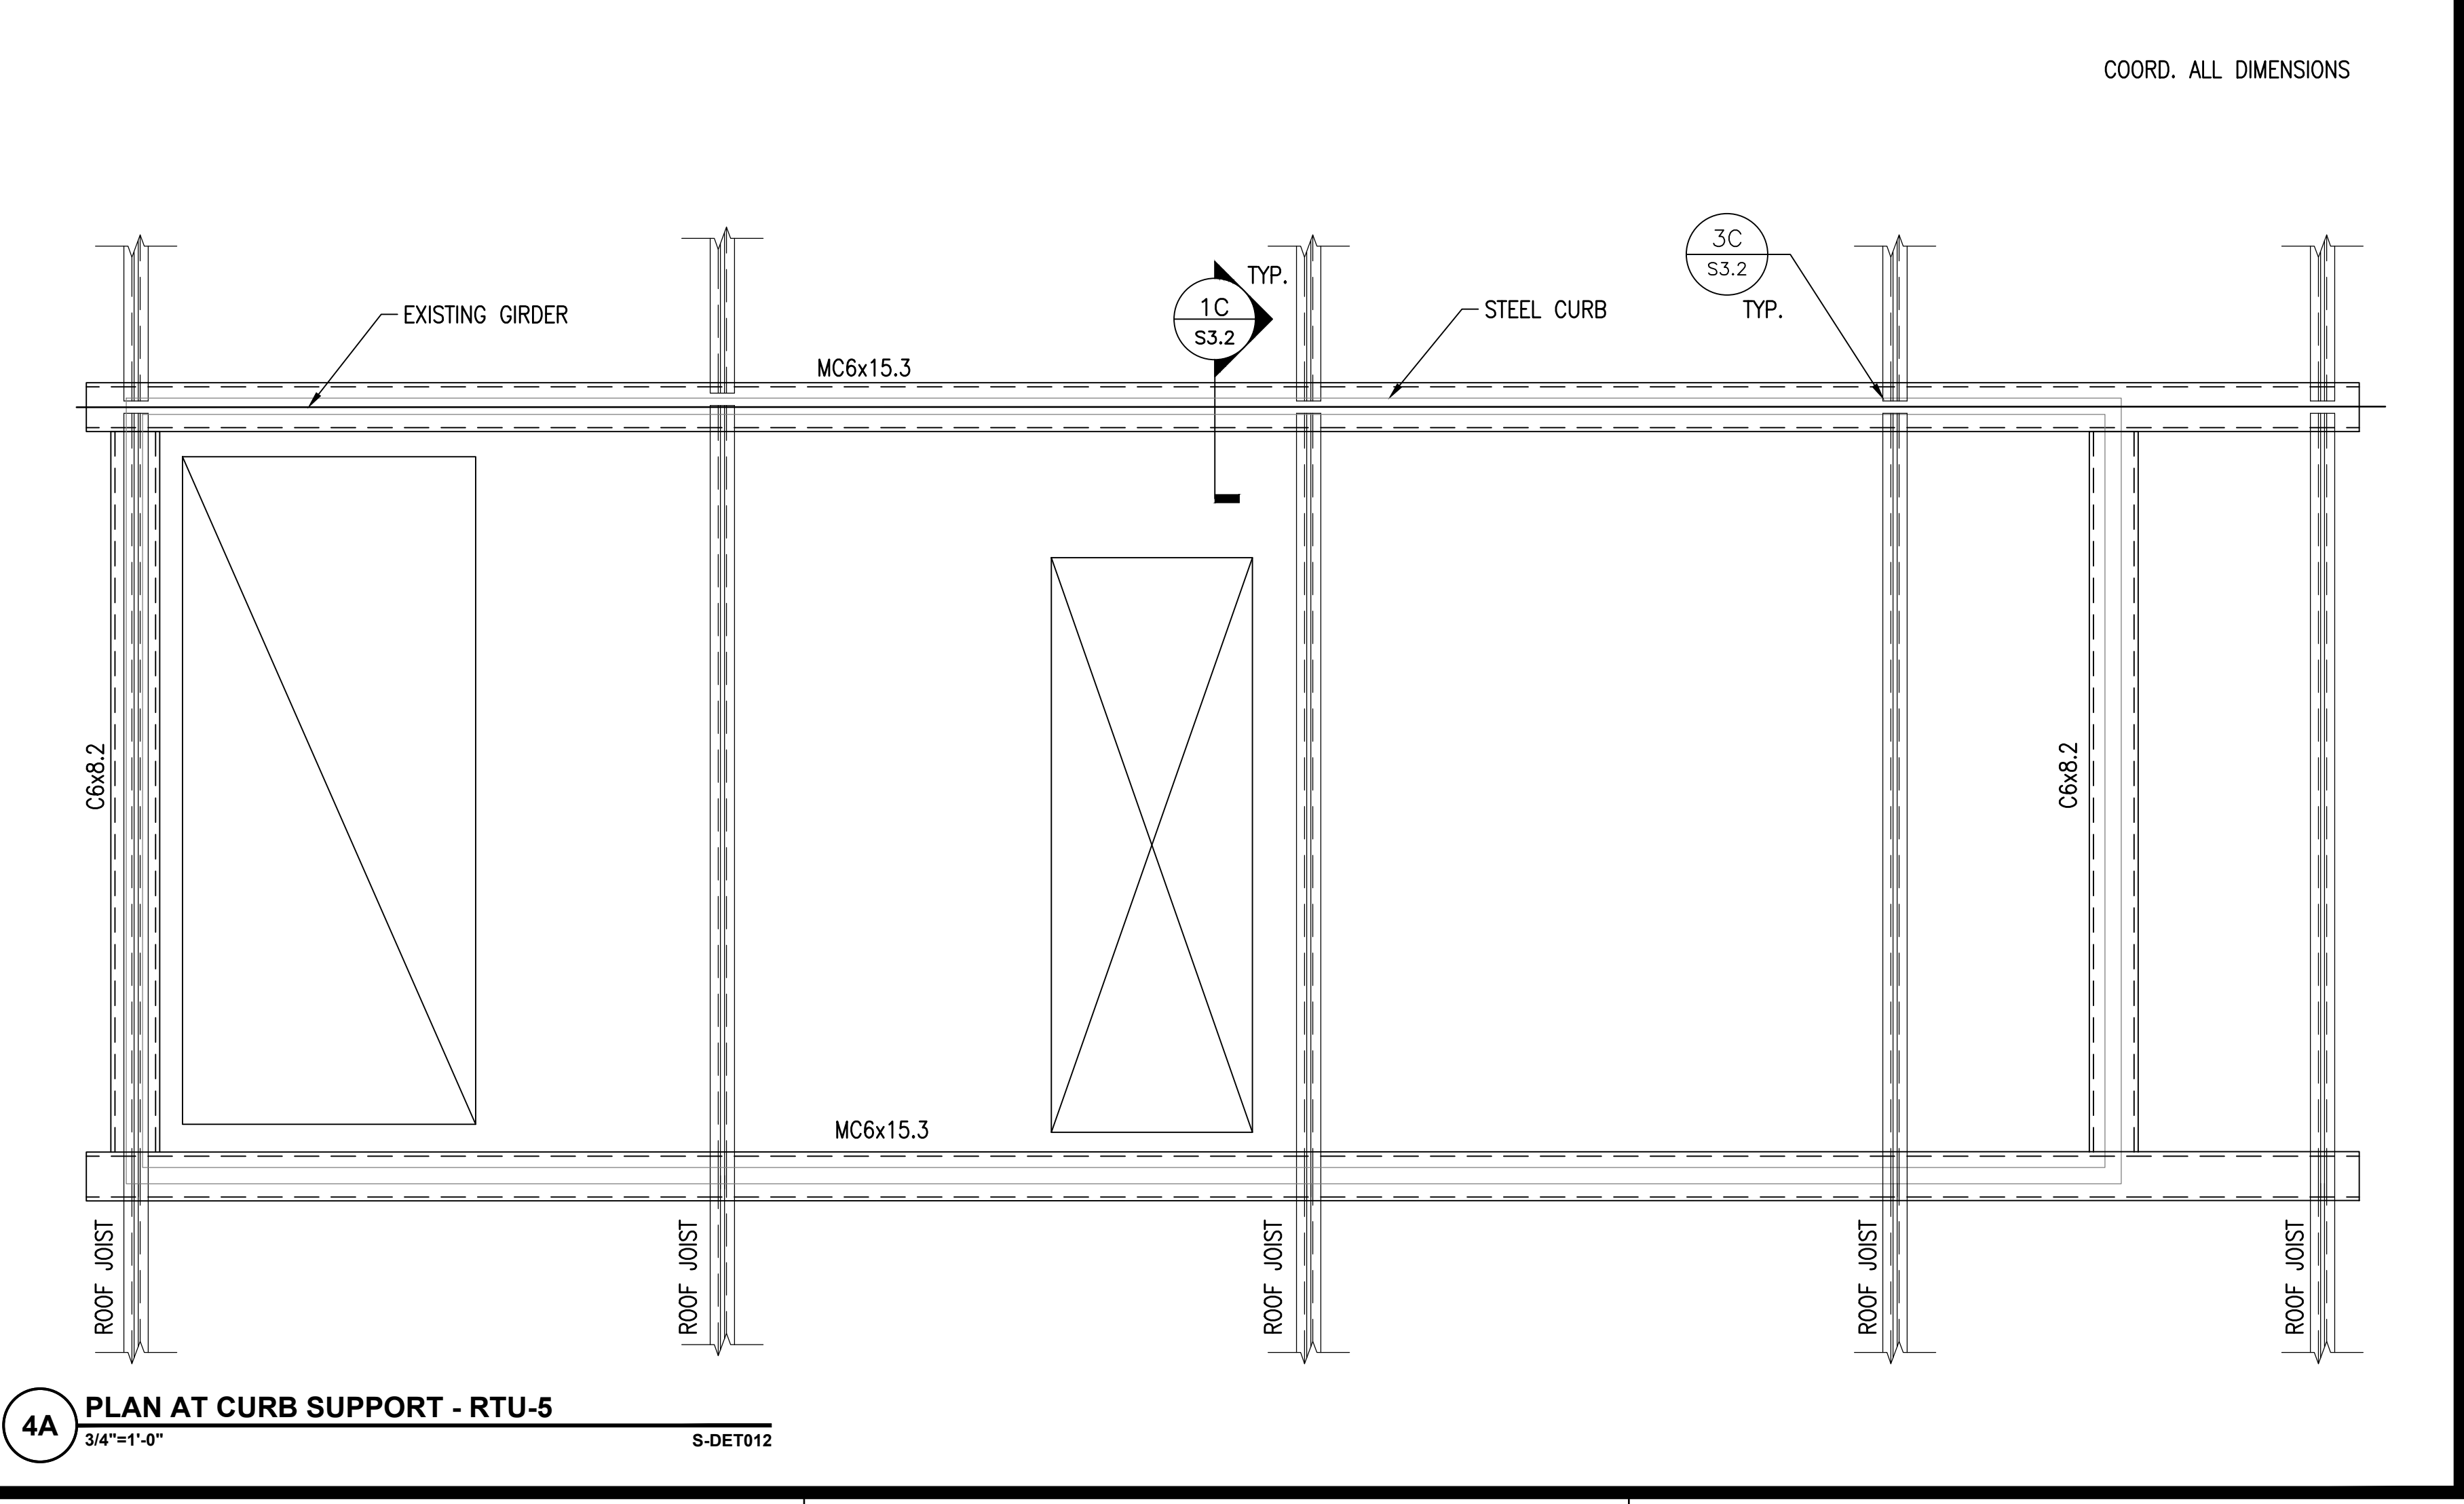 COORD. ALL DIMENSIONS
3C
S3.2
TYP.
TYP.
1C
S3.2
EXISTING GIRDER
STEEL CURB
MC6x15.3
C6x8.2
C6x8.2
MC6x15.3
ROOF JOIST
ROOF JOIST
ROOF JOIST
ROOF JOIST
ROOF JOIST
4A
PLAN AT CURB SUPPORT - RTU-5
3/4"=1'-0"
S-DET012